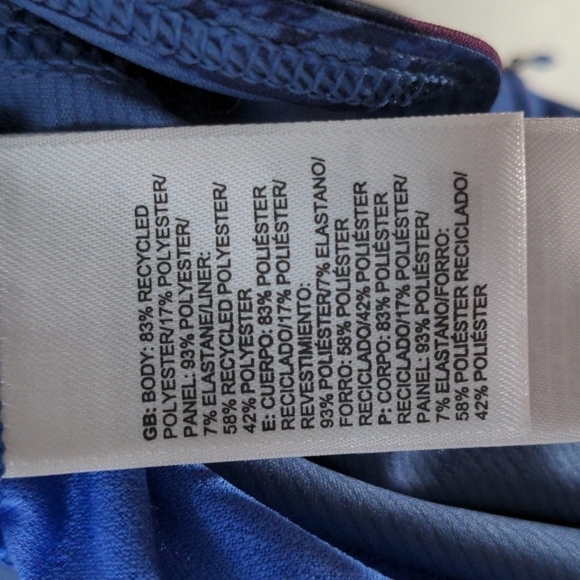 GB: BODY: 83% RECYCLED
POLYESTER/17% POLYESTER/
PANEL: 93% POLYESTER/
7% ELASTANE/LINER:
58% RECYCLED POLYESTER/
42% POLYESTER
E: CUERPO: 83% POLIÉSTER
RECICLADO/17% POLIÉSTER/
REVESTIMIENTO:
93% POLIÉSTER/7% ELASTANO/
FORRO: 58% POLIÉSTER
RECICLADO/42% POLIÉSTER
P: CORPO: 83% POLIÉSTER
RECICLADO/17% POLIÉSTER/
PAINEL: 93% POLIÉSTER/
7% ELASTANO/FORRO:
58% POLIÉSTER RECICLADO/
42% POLIÉSTER